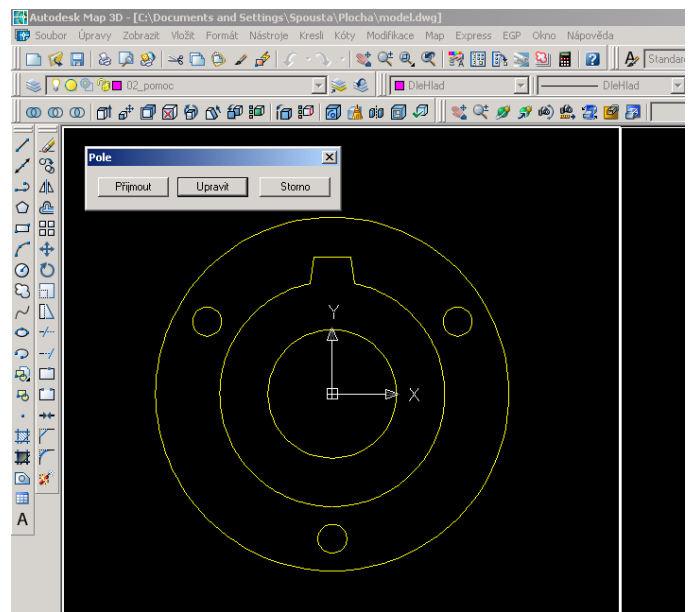 Autodesk Map 3D - [C:\Documents and Settings\Spousta\Plocha\model.dwg]
Soubor Úpravy Zobrazit Vložit Formát Nástroje Kresli Kóty Modifikace Map Express EGP Okno Nápověda
Standard
02_pomoc DleHlad DleHlad
Pole
Přijmout Upravit Storno
Y
X
A